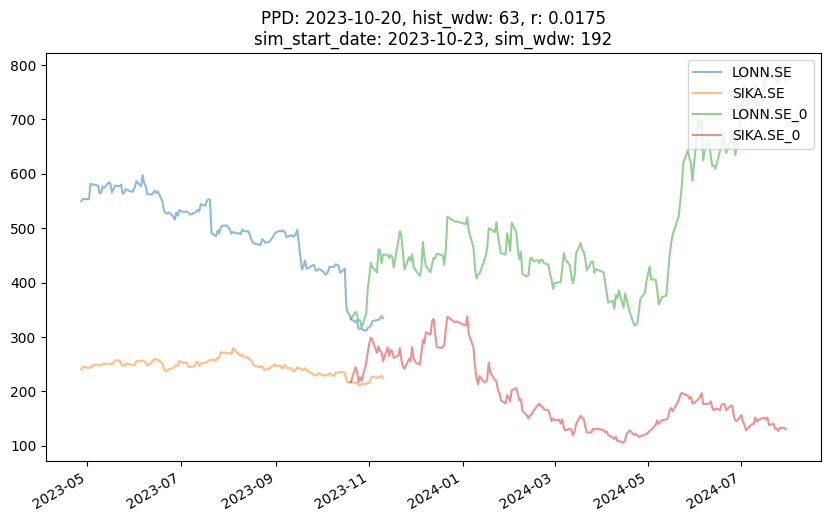 PPD: 2023-10-20, hist_wdw: 63, r: 0.0175
sim_start_date: 2023-10-23, sim_wdw: 192
800
700
600
500
400
300
200
100
LONN.SE
SIKA.SE
LONN.SE_0
SIKA.SE_0
2023-05
2023-07
2023-09
2023-11
2024-01
2024-03
2024-05
2024-07